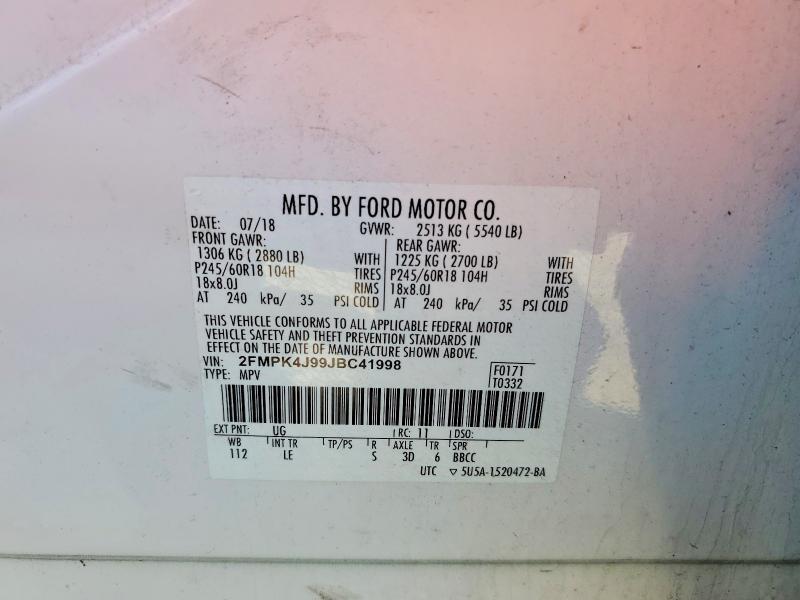 MFD. BY FORD MOTOR CO.
DATE: 07/18 GVWR: 2513 KG ( 5540 LB)
FRONT GAWR: REAR GAWR:
1306 KG ( 2880 LB) WITH 1225 KG ( 2700 LB) WITH
P245/60R18 104H TIRES P245/60R18 104H TIRES
18x8.0J RIMS 18x8.0J RIMS
AT 240 kPa/ 35 PSI COLD AT 240 kPa/ 35 PSI COLD
THIS VEHICLE CONFORMS TO ALL APPLICABLE FEDERAL MOTOR
VEHICLE SAFETY AND THEFT PREVENTION STANDARDS IN
EFFECT ON THE DATE OF MANUFACTURE SHOWN ABOVE.
VIN: 2FMPK4J99JBC41998 F0171
TYPE: MPV T0332
EXT PNT: UG RC: 11 DSO:
WB INT TR TP/PS R AXLE TR SPR
112 LE S 3D 6 BBCC
UTC ▽ 5U5A-1520472-BA